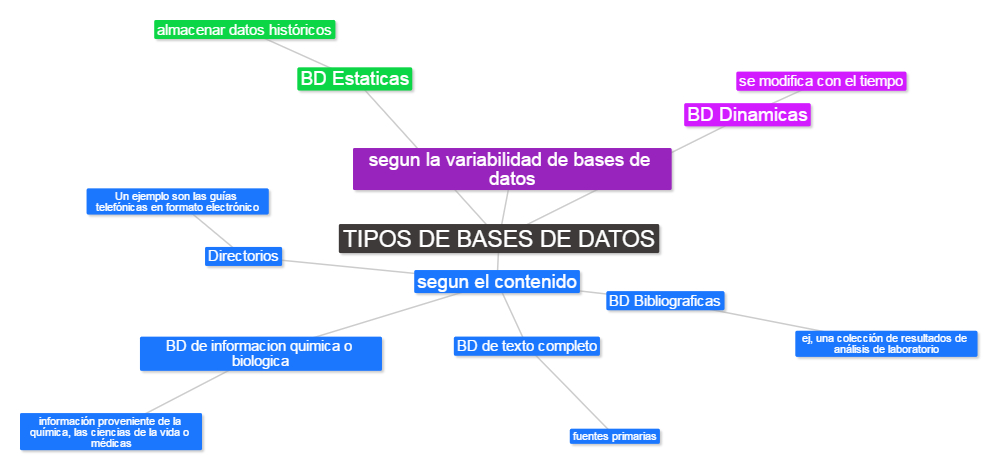 almacenar datos históricos
BD Estaticas
se modifica con el tiempo
BD Dinamicas
segun la variabilidad de bases de
datos
Un ejemplo son las guías
telefónicas en formato electrónico
TIPOS DE BASES DE DATOS
Directorios
segun el contenido
BD Bibliograficas
ej, una colección de resultados de
análisis de laboratorio
BD de informacion quimica o
biologica
BD de texto completo
información proveniente de la
química, las ciencias de la vida o
médicas
fuentes primarias